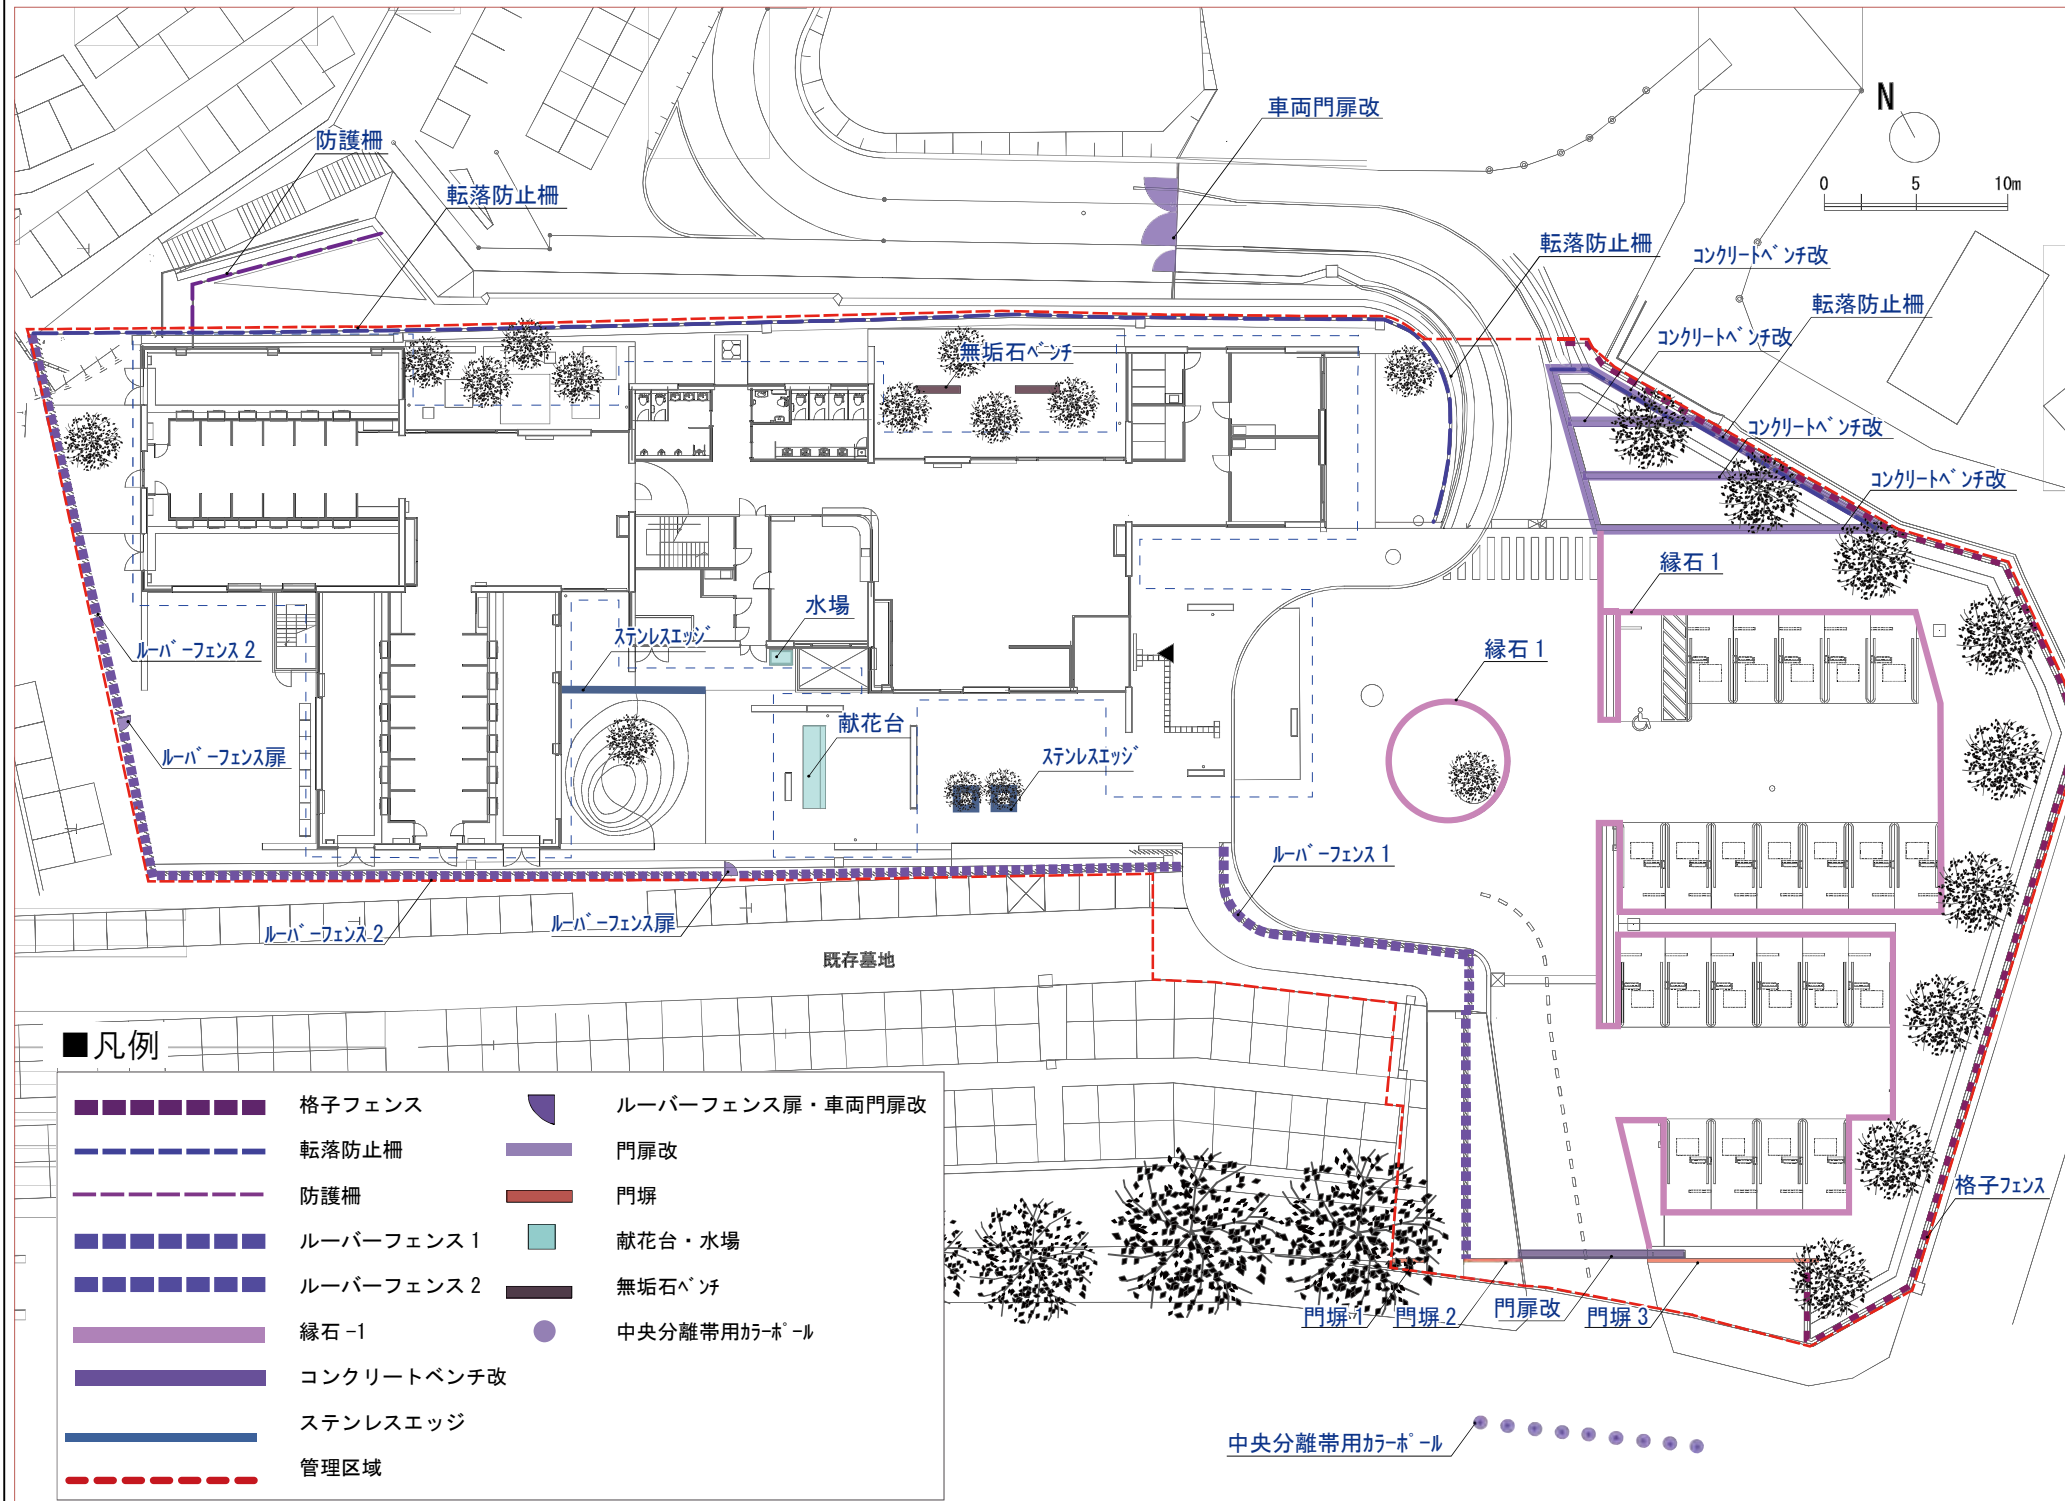 車両門扉改
N
防護柵
0 5 10m
転落防止柵
転落防止柵
コンクリートベンチ改
転落防止柵
コンクリートベンチ改
無垢石ベンチ
コンクリートベンチ改
コンクリートベンチ改
縁石1
水場
ステンレスエッジ
ルーバーフェンス2
縁石1
献花台
ルーバーフェンス扉
ステンレスエッジ
ルーバーフェンス1
ルーバーフェンス扉
ルーバーフェンス2
既存墓地
■凡例
格子フェンス
ルーバーフェンス扉・車両門扉改
転落防止柵
門扉改
防護柵
門塀
ルーバーフェンス1
献花台・水場
ルーバーフェンス2
無垢石ベンチ
縁石-1
中央分離帯用カラーポール
コンクリートベンチ改
ステンレスエッジ
管理区域
格子フェンス
門塀1
門塀2
門扉改
門塀3
中央分離帯用カラーポール